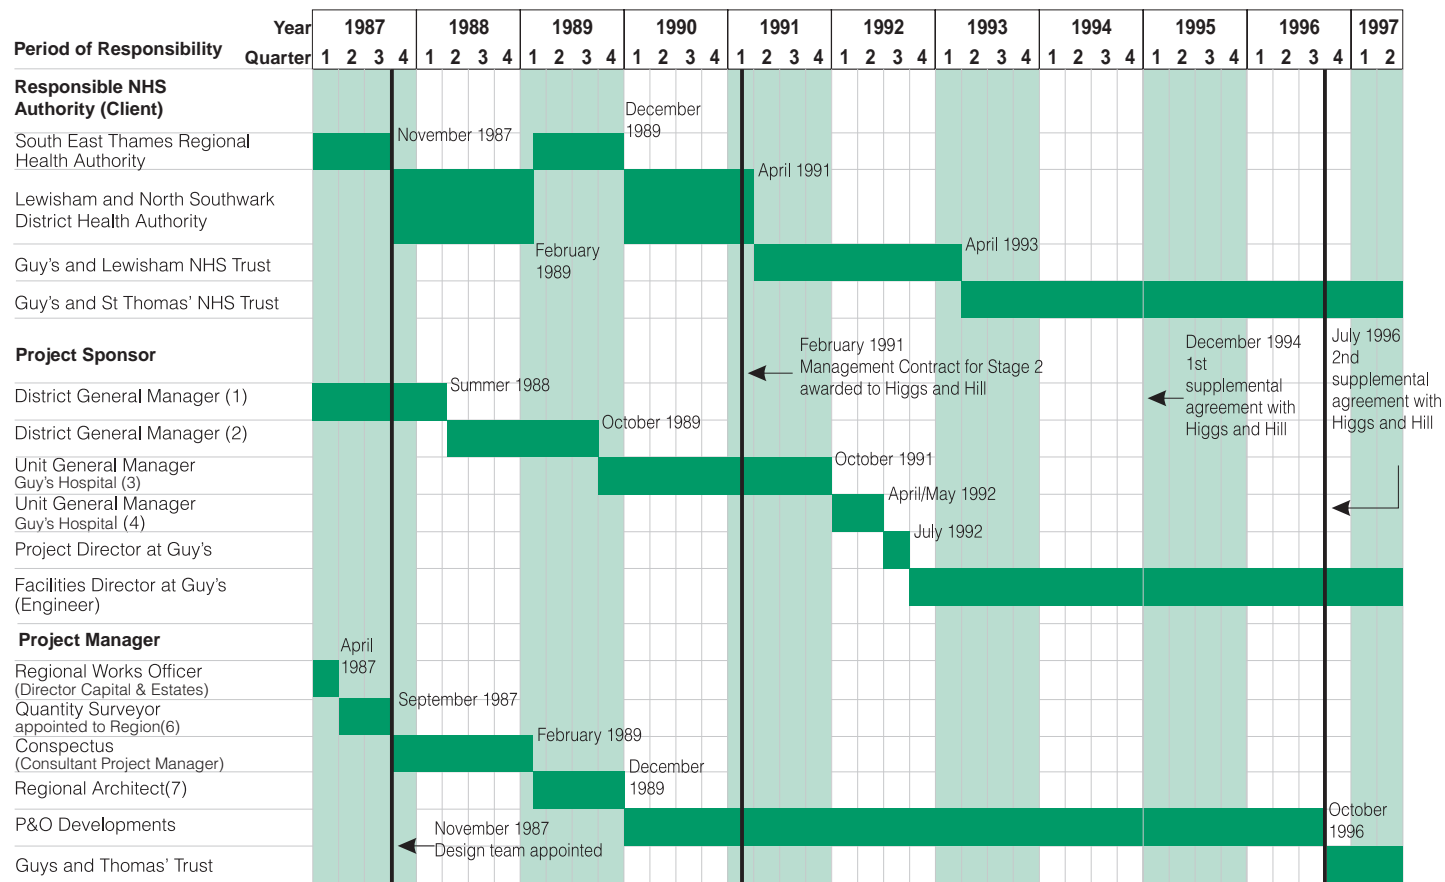 Year 1987 1988 1989 1990 1991 1992 1993 1994 1995 1996 1997
Period of Responsibility
Quarter 1 2 3 4 1 2 3 4 1 2 3 4 1 2 3 4 1 2 3 4 1 2 3 4 1 2 3 4 1 2 3 4 1 2 3 4 1 2 3 4 1 2
Responsible NHS
Authority (Client)
December
1989
November 1987
South East Thames Regional
Health Authority
April 1991
Lewisham and North Southwark
District Health Authority
February
1989
April 1993
Guy's and Lewisham NHS Trust
Guy's and St Thomas' NHS Trust
Project Sponsor
February 1991
Management Contract for Stage 2
awarded to Higgs and Hill
December 1994
1st
supplemental
agreement with
Higgs and Hill
July 1996
2nd
supplemental
agreement with
Higgs and Hill
Summer 1988
District General Manager (1)
October 1989
District General Manager (2)
October 1991
Unit General Manager
Guy's Hospital (3)
April/May 1992
Unit General Manager
Guy's Hospital (4)
July 1992
Project Director at Guy's
Facilities Director at Guy's
(Engineer)
Project Manager
April
1987
Regional Works Officer
(Director Capital & Estates)
September 1987
Quantity Surveyor
appointed to Region(6)
February 1989
Conspectus
(Consultant Project Manager)
December
1989
Regional Architect(7)
P&O Developments
October
1996
November 1987
Design team appointed
Guys and Thomas' Trust